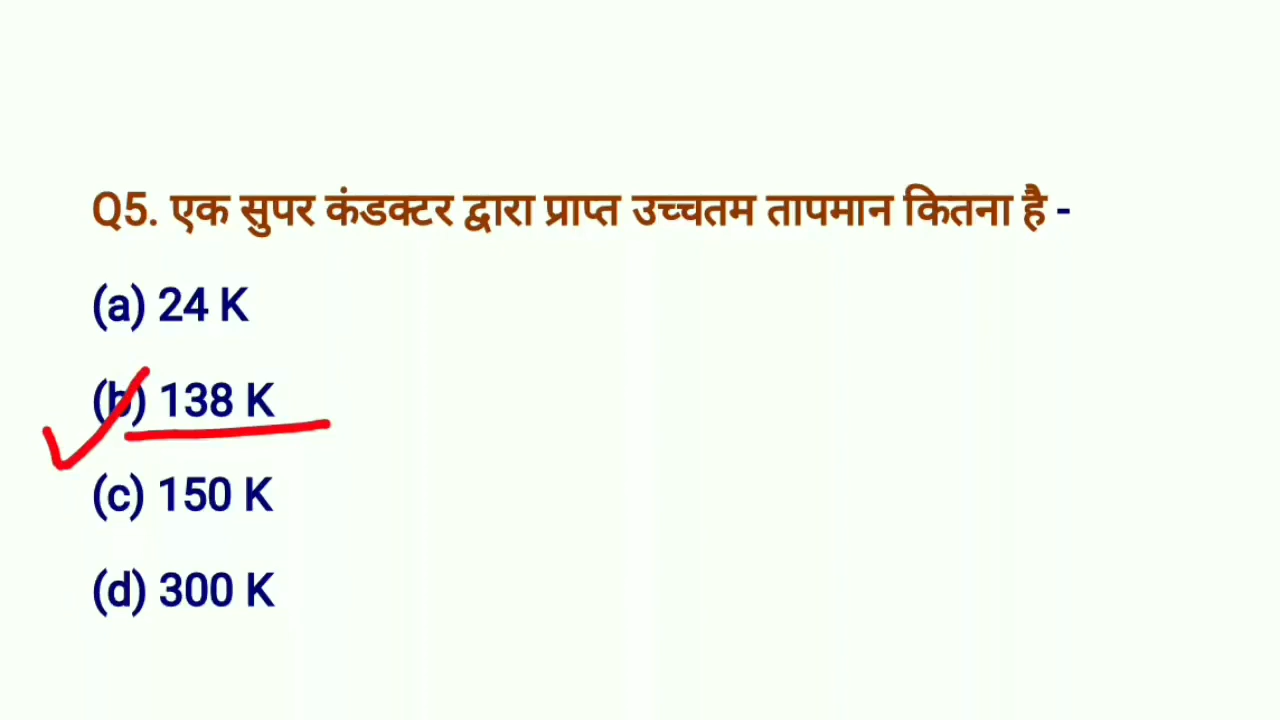 Q5. एक सुपर कंडक्टर द्वारा प्राप्त उच्चतम तापमान कितना है -
(a) 24 K
(b) 138 K
(c) 150 K
(d) 300 K